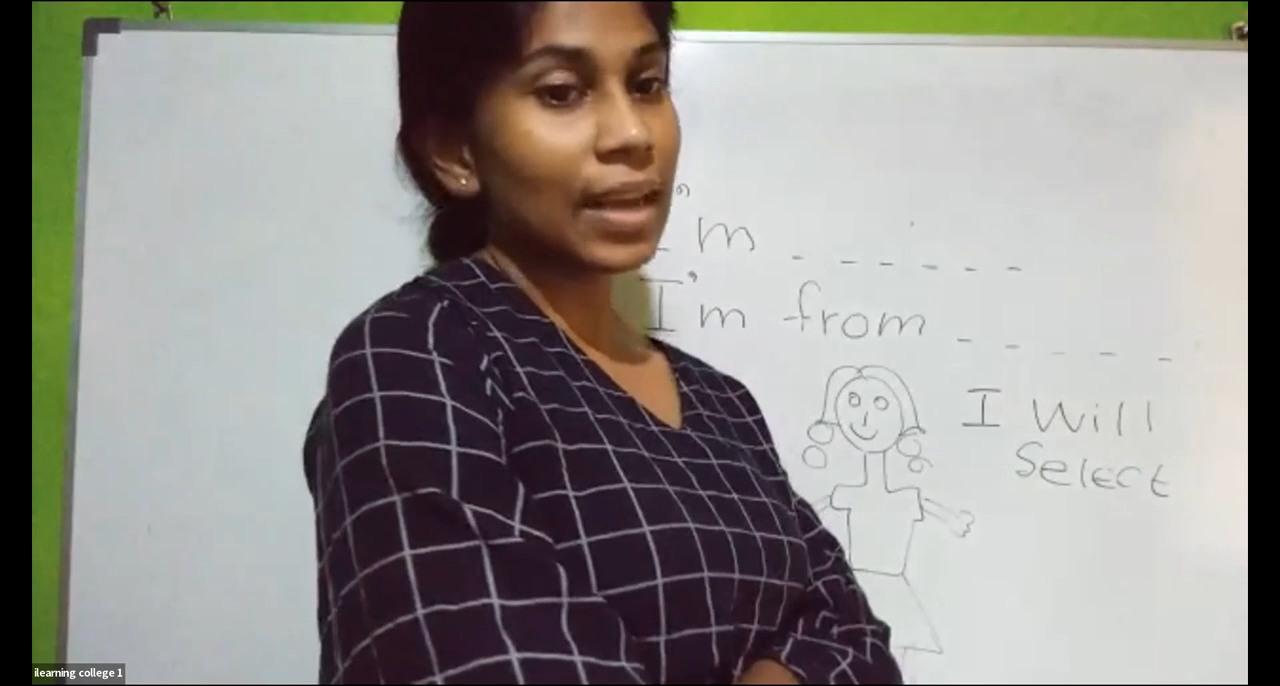 I'm _ _ _ _ _ _
I'm from _ _ _ _ _
I Will
Select
ilearning college 1